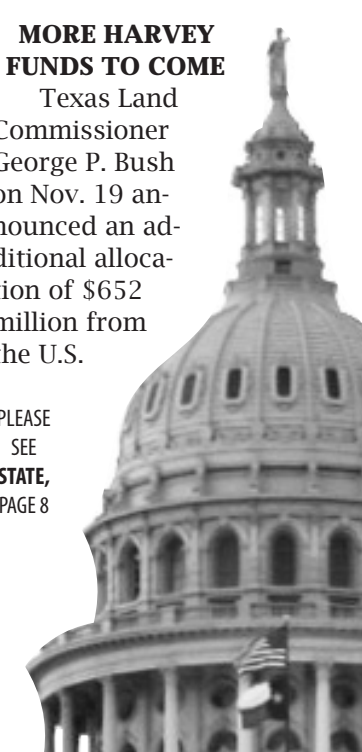 MORE HARVEY
FUNDS TO COME
Texas Land
Commissioner
George P. Bush
on Nov. 19 an-
nounced an ad-
ditional alloca-
tion of $652
million from
the U.S.
PLEASE
SEE
STATE,
PAGE 8